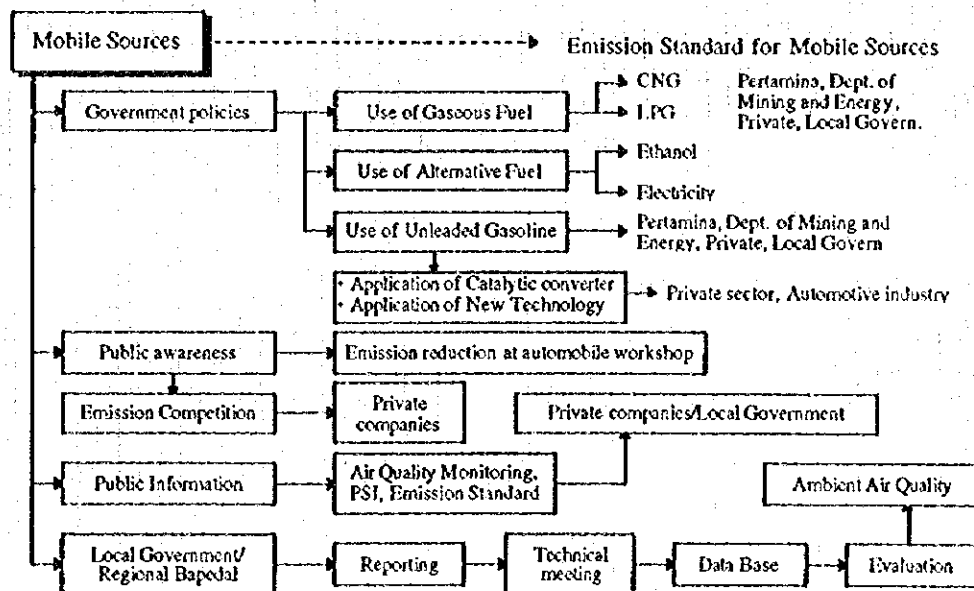 Mobile Sources
Emission Standard for Mobile Sources
Government policies
Use of Gaseous Fuel
CNG
LPG
Pertamina, Dept. of
Mining and Energy,
Private, Local Govern.
Use of Alternative Fuel
Ethanol
Electricity
Use of Unleaded Gasoline
Pertamina, Dept. of Mining and
Energy, Private, Local Govern
• Application of Catalytic converter
• Application of New Technology
Private sector, Automotive industry
Public awareness
Emission reduction at automobile workshop
Emission Competition
Private
companies
Private companies/Local Government
Public Information
Air Quality Monitoring,
PSI, Emission Standard
Ambient Air Quality
Local Government/
Regional Bapedal
Reporting
Technical
meeting
Data Base
Evaluation